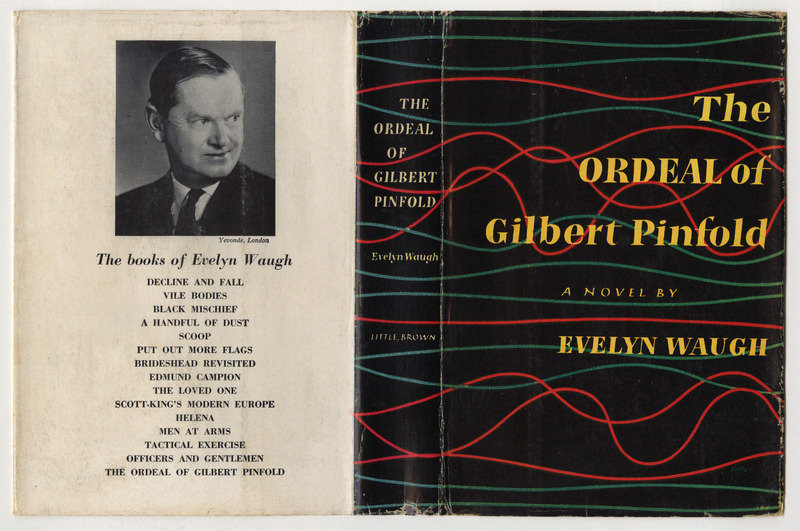 Yevonde, London
The books of Evelyn Waugh
DECLINE AND FALL
VILE BODIES
BLACK MISCHIEF
A HANDFUL OF DUST
SCOOP
PUT OUT MORE FLAGS
BRIDESHEAD REVISITED
EDMUND CAMPION
THE LOVED ONE
SCOTT-KING'S MODERN EUROPE
HELENA
MEN AT ARMS
TACTICAL EXERCISE
OFFICERS AND GENTLEMEN
THE ORDEAL OF GILBERT PINFOLD
THE
ORDEAL
OF
GILBERT
PINFOLD
Evelyn Waugh
LITTLE, BROWN
The
ORDEAL of
Gilbert Pinfold
A NOVEL BY
EVELYN WAUGH